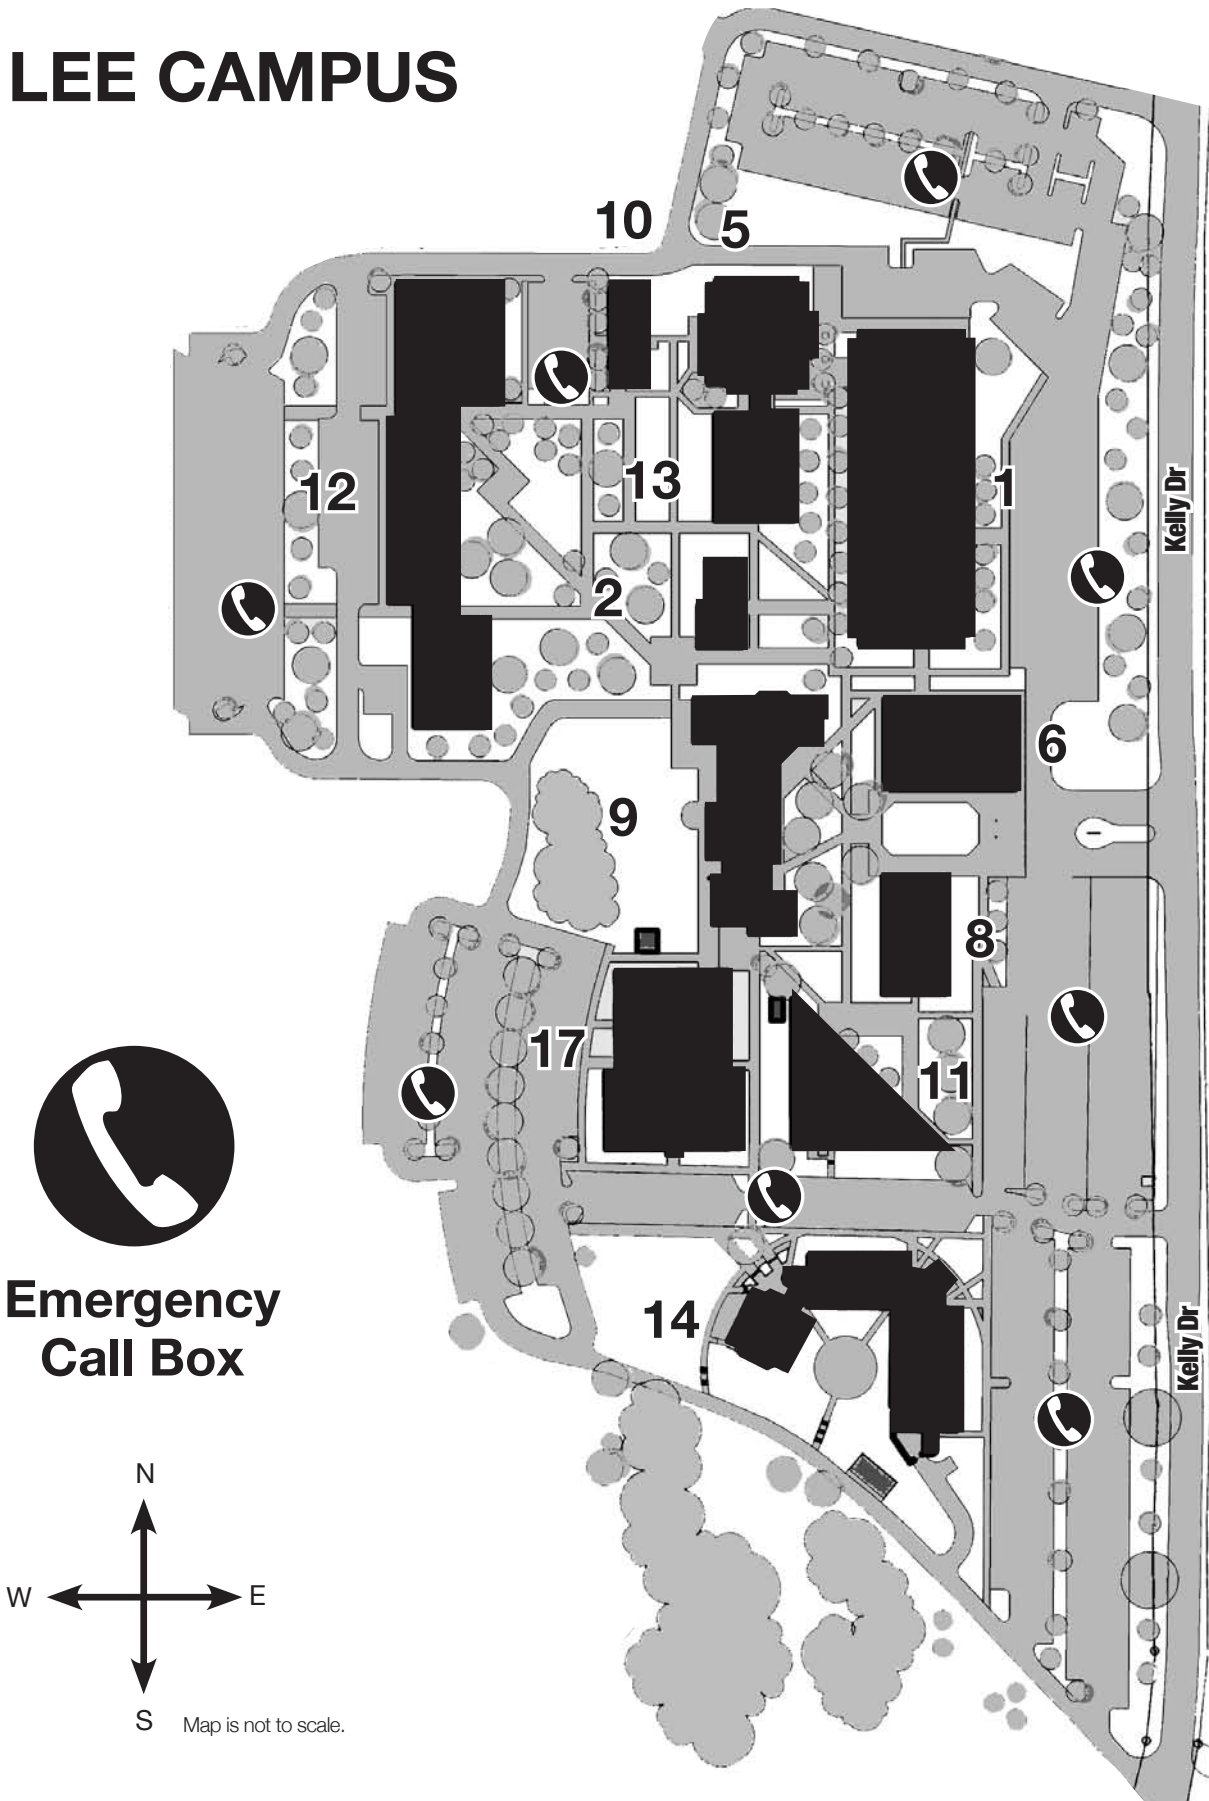 LEE CAMPUS
10
5
12
13
1
Kelly Dr
2
6
9
8
17
11
Emergency
Call Box
14
Kelly Dr
N
W
E
S
Map is not to scale.